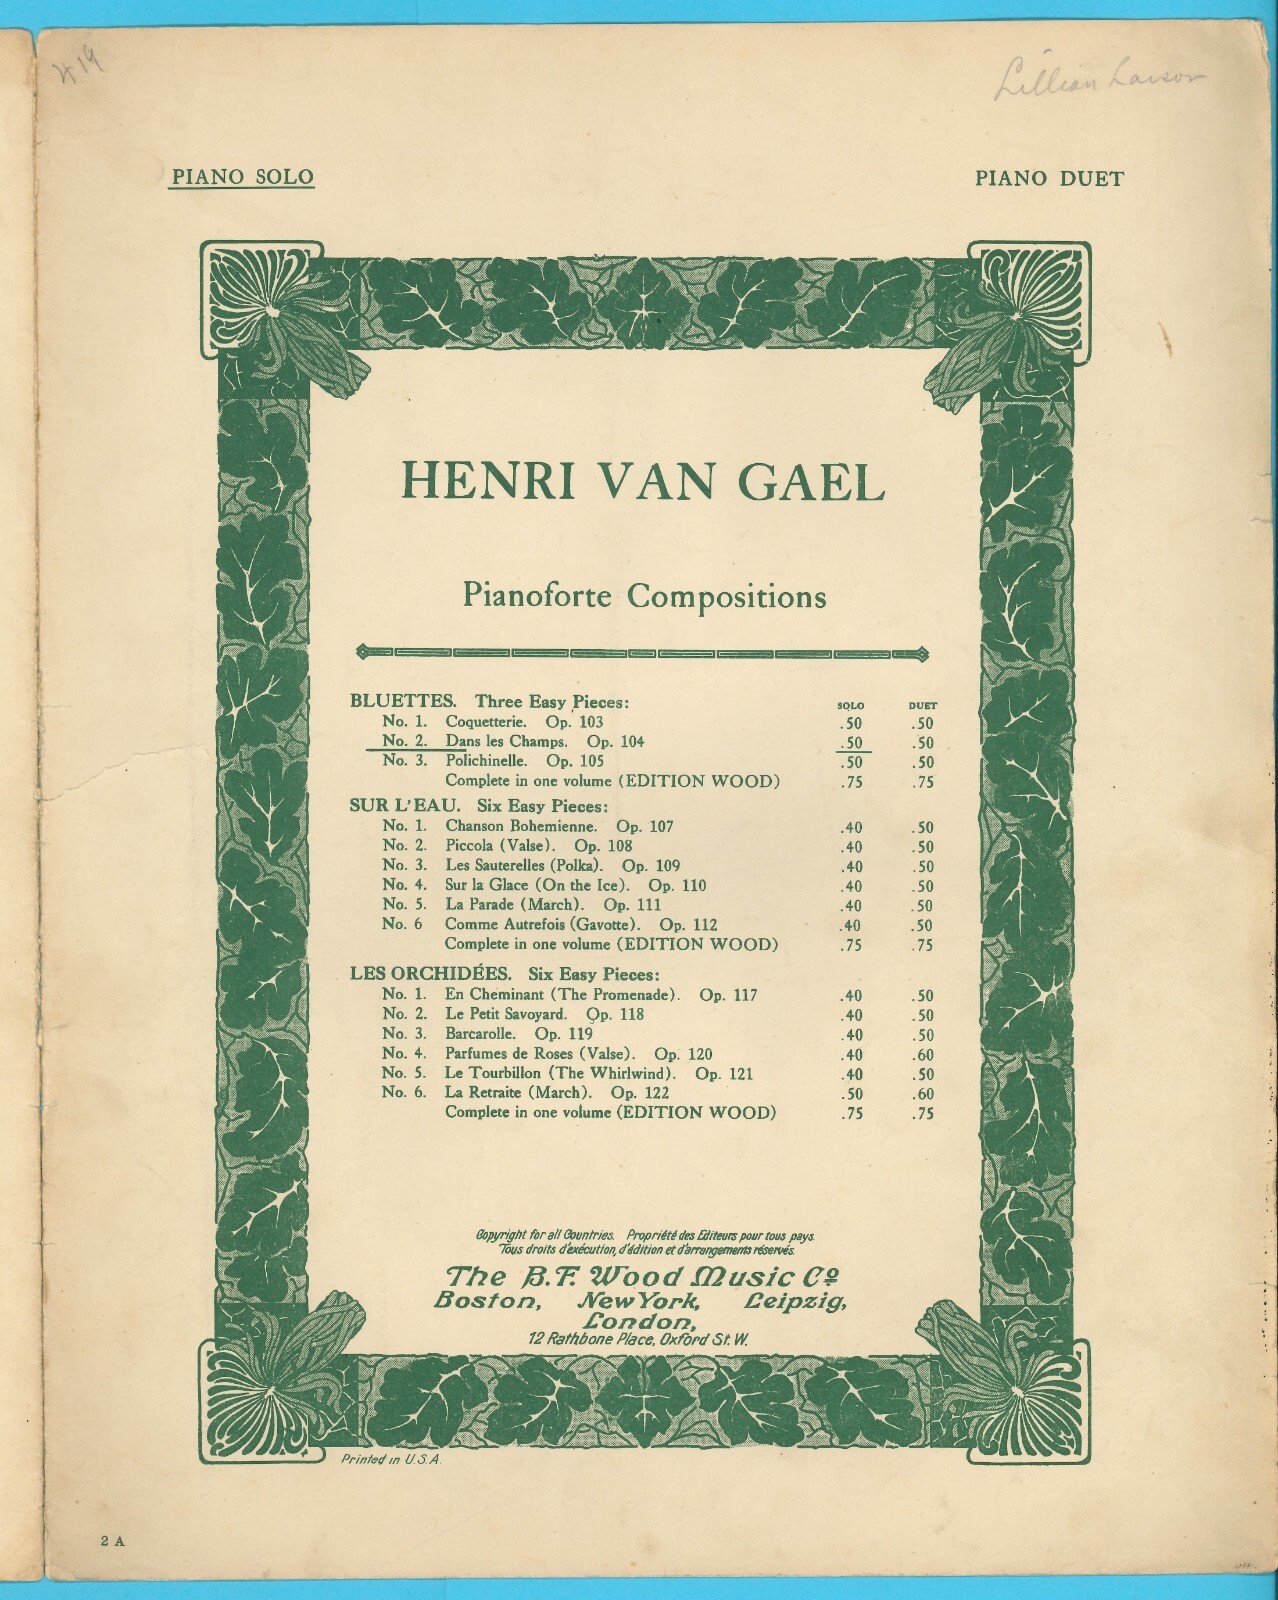 419
Lillian Larson
PIANO SOLO PIANO DUET
HENRI VAN GAEL
Pianoforte Compositions
BLUETTES. Three Easy Pieces: SOLO DUET
No. 1. Coquetterie. Op. 103 .50 .50
No. 2. Dans les Champs. Op. 104 .50 .50
No. 3. Polichinelle. Op. 105 .50 .50
Complete in one volume (EDITION WOOD) .75 .75
SUR L'EAU. Six Easy Pieces:
No. 1. Chanson Bohemienne. Op. 107 .40 .50
No. 2. Piccola (Valse). Op. 108 .40 .50
No. 3. Les Sauterelles (Polka). Op. 109 .40 .50
No. 4. Sur la Glace (On the Ice). Op. 110 .40 .50
No. 5. La Parade (March). Op. 111 .40 .50
No. 6 Comme Autrefois (Gavotte). Op. 112 .40 .50
Complete in one volume (EDITION WOOD) .75 .75
LES ORCHIDÉES. Six Easy Pieces:
No. 1. En Cheminant (The Promenade). Op. 117 .40 .50
No. 2. Le Petit Savoyard. Op. 118 .40 .50
No. 3. Barcarolle. Op. 119 .40 .50
No. 4. Parfumes de Roses (Valse). Op. 120 .40 .60
No. 5. Le Tourbillon (The Whirlwind). Op. 121 .40 .50
No. 6. La Retraite (March). Op. 122 .50 .60
Complete in one volume (EDITION WOOD) .75 .75
Copyright for all Countries. Propriété des Editeurs pour tous pays.
Tous droits d'exécution, d'édition et d'arrangements réservés.
The B. F. Wood Music Co
Boston, New York, Leipzig,
London,
12 Rathbone Place, Oxford St. W.
Printed in U.S.A.
2 A